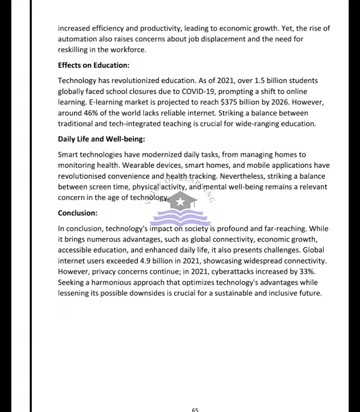 increased efficiency and productivity, leading to economic growth. Yet, the rise of
automation also raises concerns about job displacement and the need for
reskilling in the workforce.
Effects on Education:
Technology has revolutionized education. As of 2021, over 1.5 billion students
globally faced school closures due to COVID-19, prompting a shift to online
learning. E-learning market is projected to reach $375 billion by 2026. However,
around 46% of the world lacks reliable internet. Striking a balance between
traditional and tech-integrated teaching is crucial for wide-ranging education.
Daily Life and Well-being:
Smart technologies have modernized daily tasks, from managing homes to
monitoring health. Wearable devices, smart homes, and mobile applications have
revolutionised convenience and health tracking. Nevertheless, striking a balance
between screen time, physical activity, and mental well-being remains a relevant
concern in the age of technology.
Conclusion:
In conclusion, technology's impact on society is profound and far-reaching. While
it brings numerous advantages, such as global connectivity, economic growth,
accessible education, and enhanced daily life, it also presents challenges. Global
internet users exceeded 4.9 billion in 2021, showcasing widespread connectivity.
However, privacy concerns continue; in 2021, cyberattacks increased by 33%.
Seeking a harmonious approach that optimizes technology's advantages while
lessening its possible downsides is crucial for a sustainable and inclusive future.
65